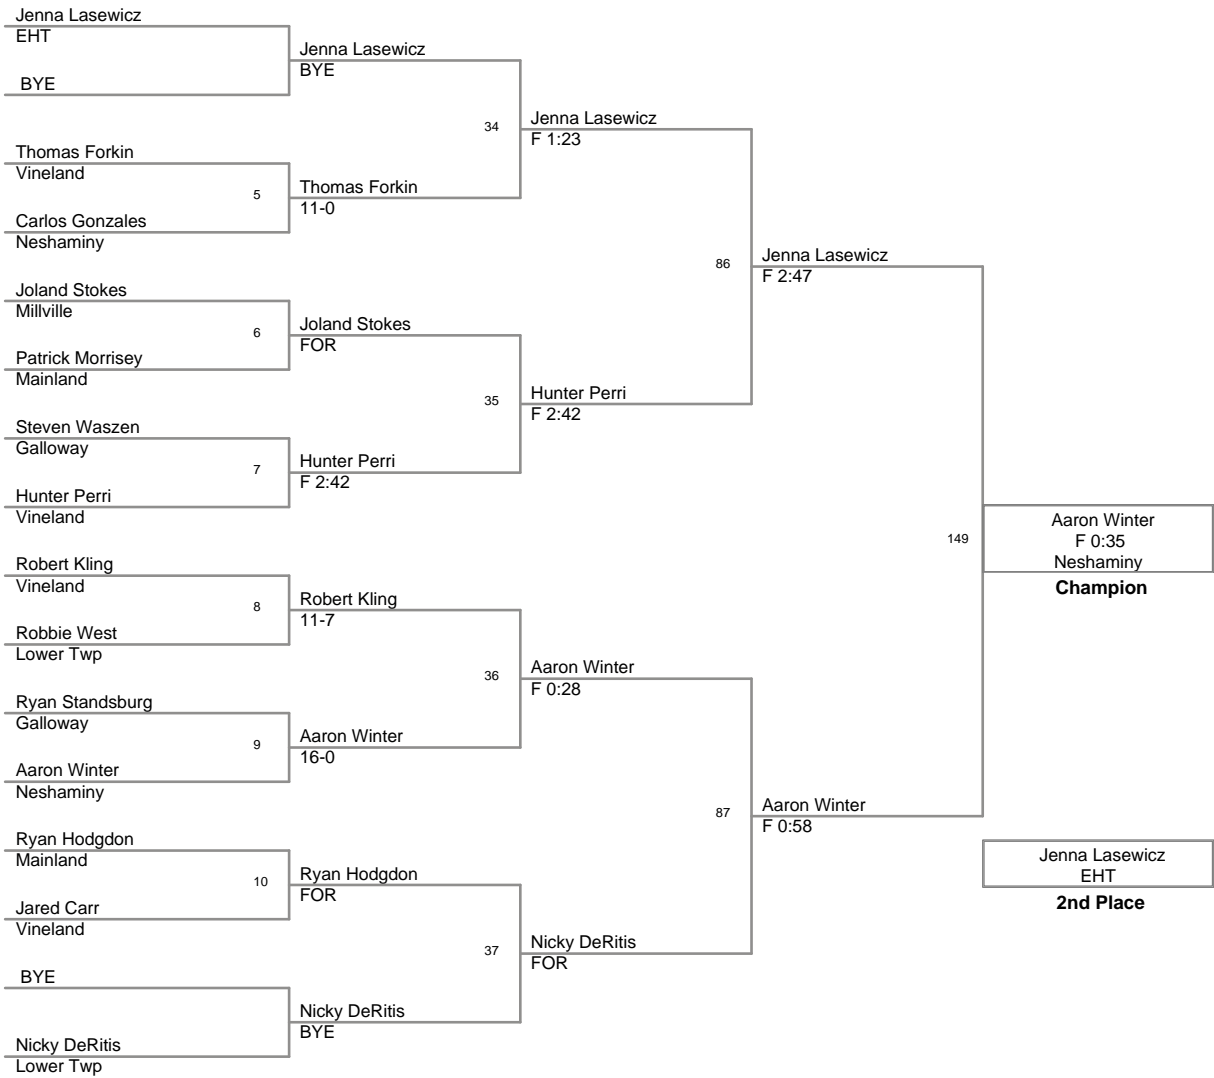 Jenna Lasewicz
EHT
BYE
Jenna Lasewicz
BYE
Thomas Forkin
Vineland
5
Carlos Gonzales
Neshaminy
Thomas Forkin
11-0
34
Jenna Lasewicz
F 1:23
Joland Stokes
Millville
6
Patrick Morrisey
Mainland
Joland Stokes
FOR
Steven Waszen
Galloway
7
Hunter Perri
Vineland
Hunter Perri
F 2:42
35
Hunter Perri
F 2:42
86
Jenna Lasewicz
F 2:47
Robert Kling
Vineland
8
Robbie West
Lower Twp
Robert Kling
11-7
Ryan Standsburg
Galloway
9
Aaron Winter
Neshaminy
Aaron Winter
16-0
36
Aaron Winter
F 0:28
Ryan Hodgdon
Mainland
10
Jared Carr
Vineland
Ryan Hodgdon
FOR
BYE
Nicky DeRitis
Lower Twp
Nicky DeRitis
BYE
37
Nicky DeRitis
FOR
87
Aaron Winter
F 0:58
149
Aaron Winter
F 0:35
Neshaminy
Champion
Jenna Lasewicz
EHT
2nd Place